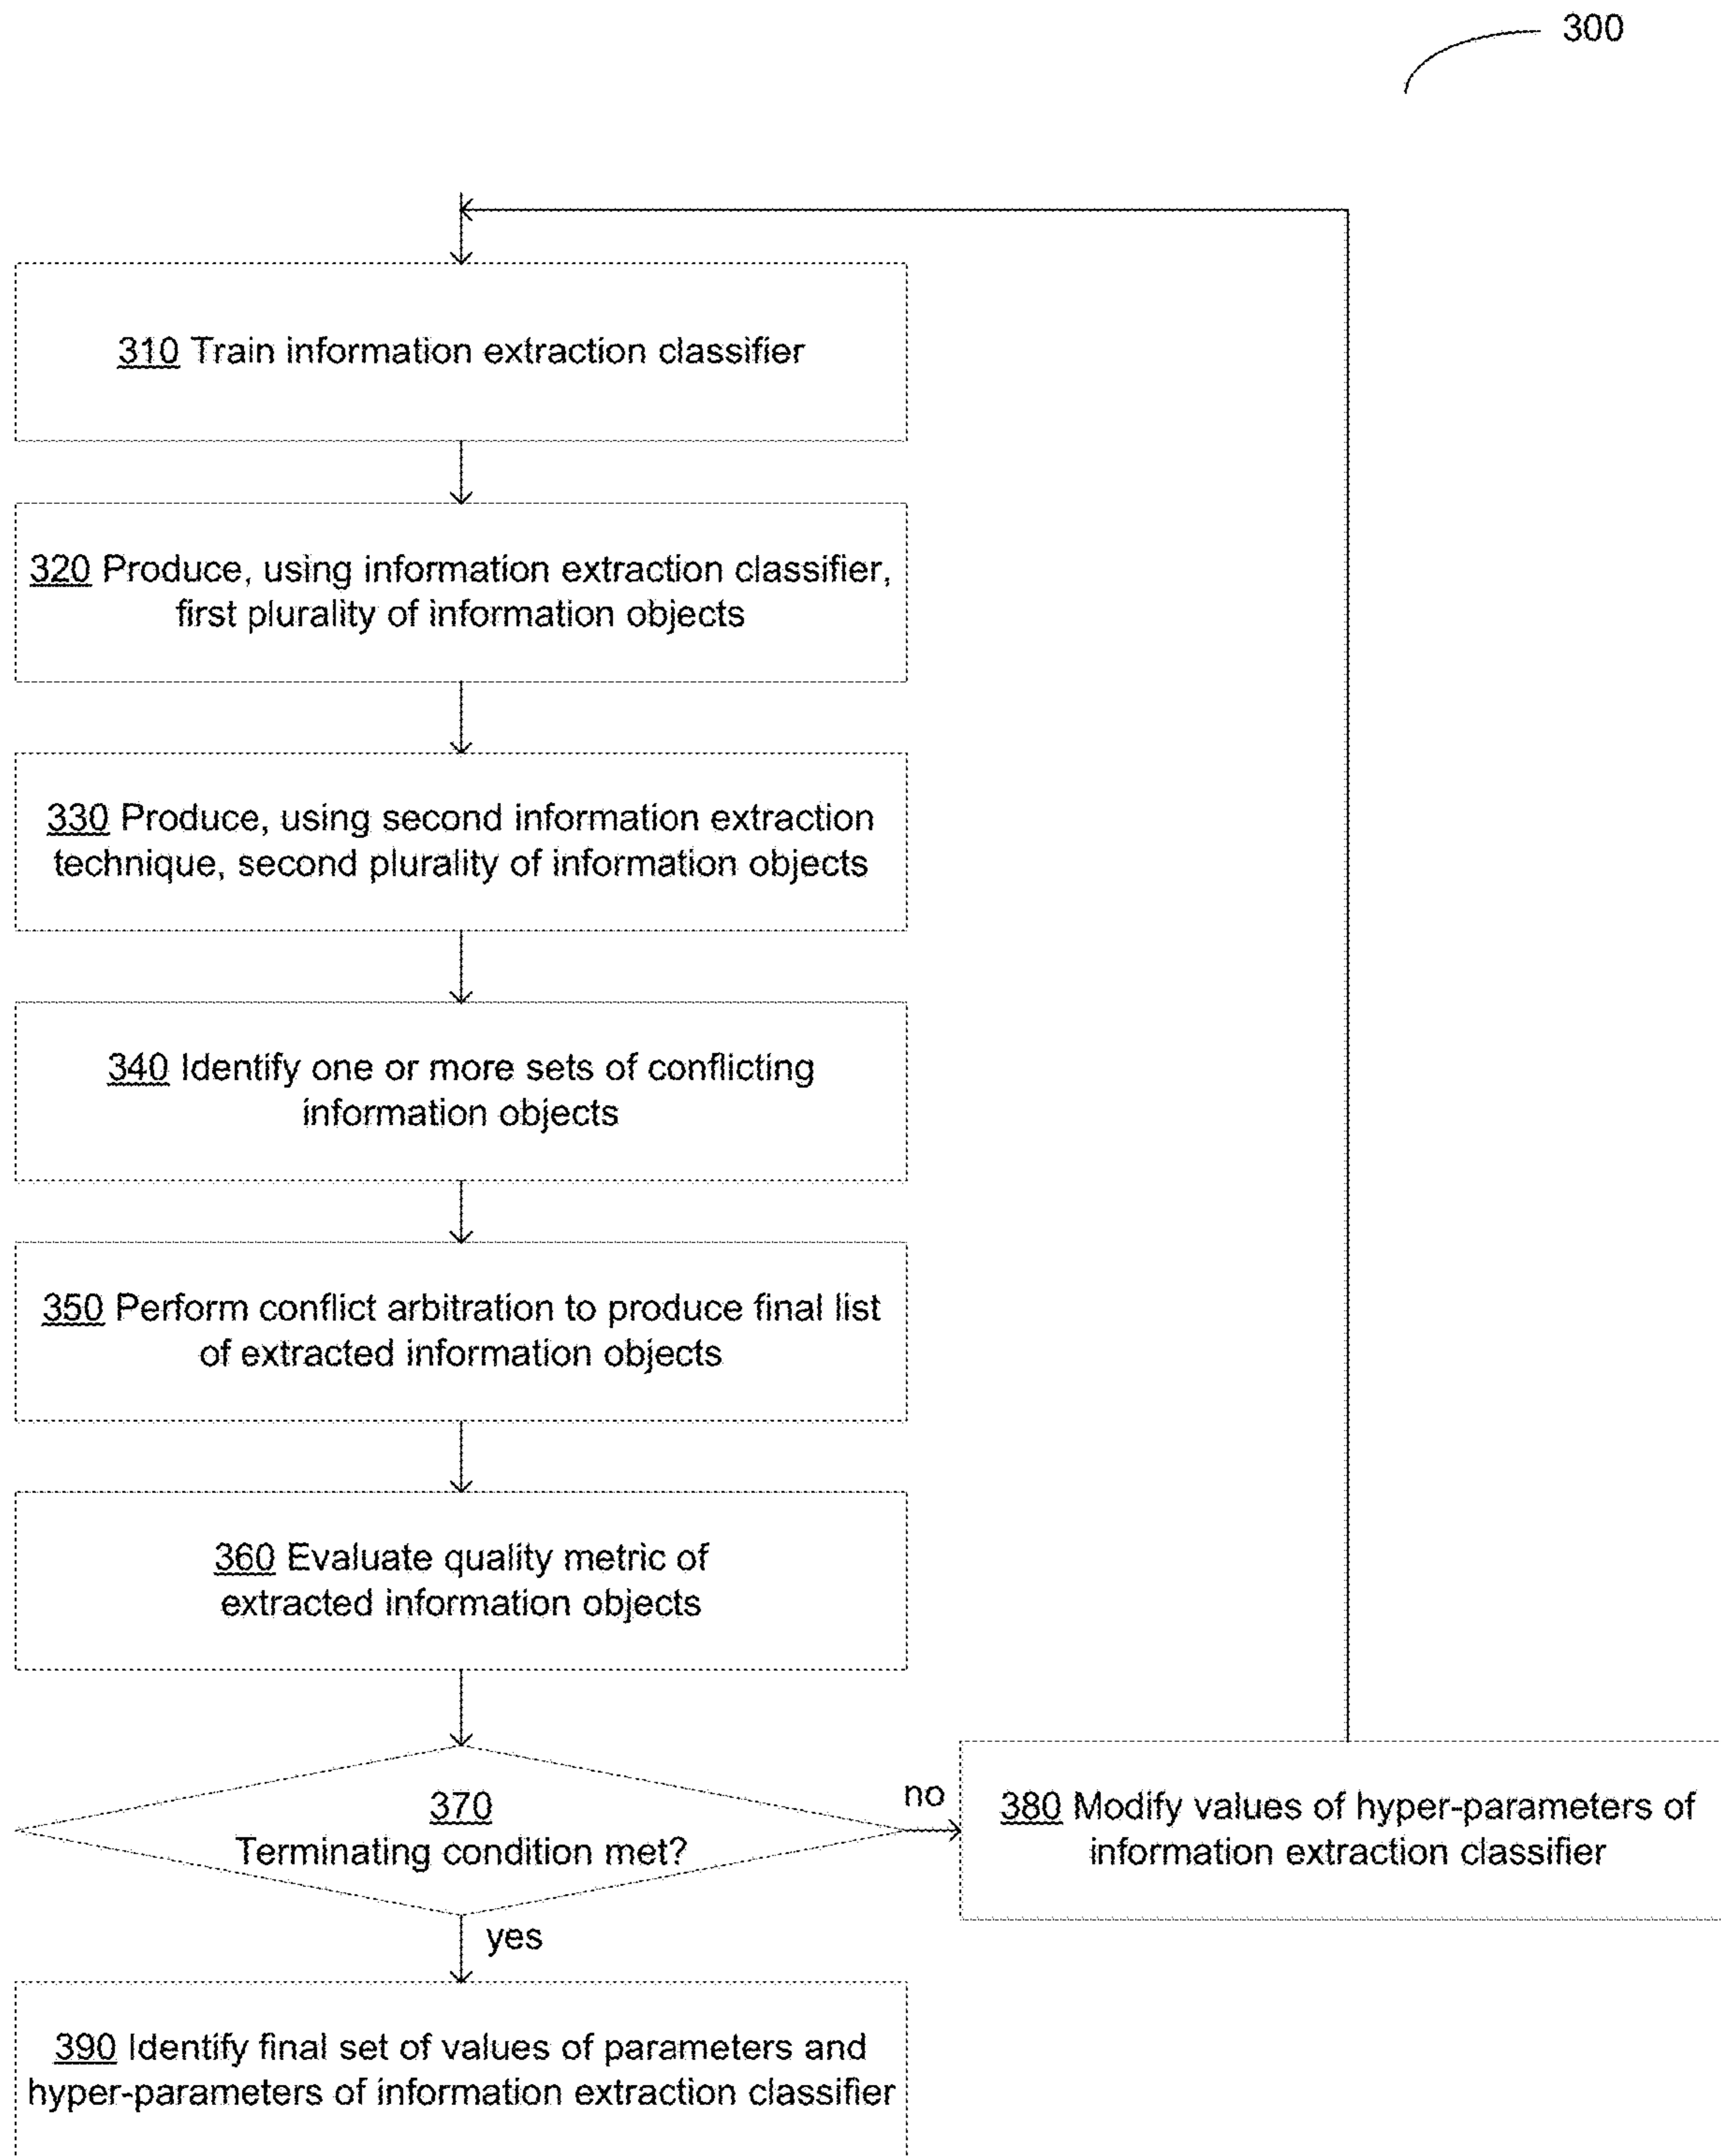 300
310 Train information extraction classifier
320 Produce, using information extraction classifier,
first plurality of information objects
330 Produce, using second information extraction
technique, second plurality of information objects
340 Identify one or more sets of conflicting
information objects
350 Perform conflict arbitration to produce final list
of extracted information objects
360 Evaluate quality metric of
extracted information objects
370
Terminating condition met?
no
380 Modify values of hyper-parameters of
information extraction classifier
yes
390 Identify final set of values of parameters and
hyper-parameters of information extraction classifier